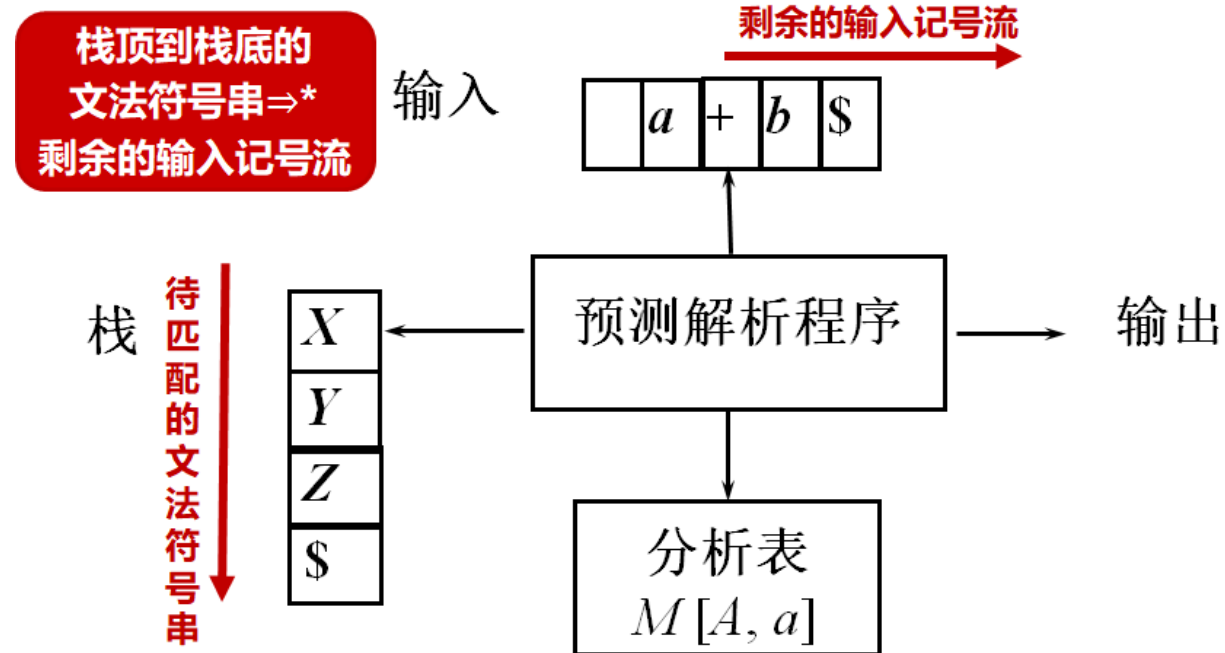 栈顶到栈底的
文法符号串⇒*
剩余的输入记号流
剩余的输入记号流
输入
a + b $
栈
待匹配的文法符号串
X
Y
Z
$
预测解析程序
输出
分析表
M [A, a]